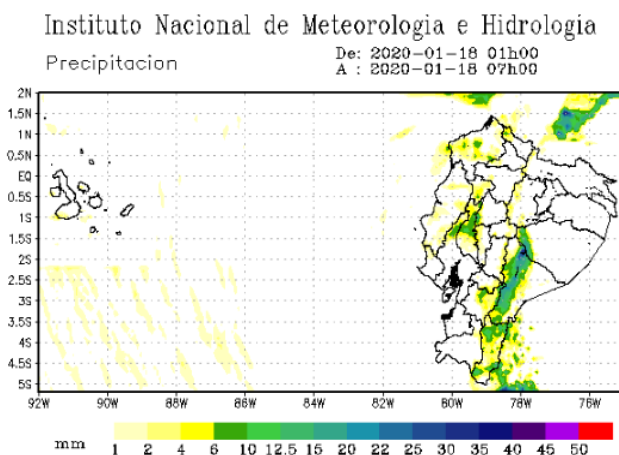 Instituto Nacional de Meteorologia e Hidrologia
Precipitacion
De: 2020-01-18 01h00
A : 2020-01-18 07h00
2N
1.5N
1N
0.5N
EQ
0.5S
1S
1.5S
2S
2.5S
3S
3.5S
4S
4.5S
5S
92W 90W 88W 86W 84W 82W 80W 78W 76W
mm 1 2 4 6 10 12.5 15 20 22 25 30 35 40 45 50